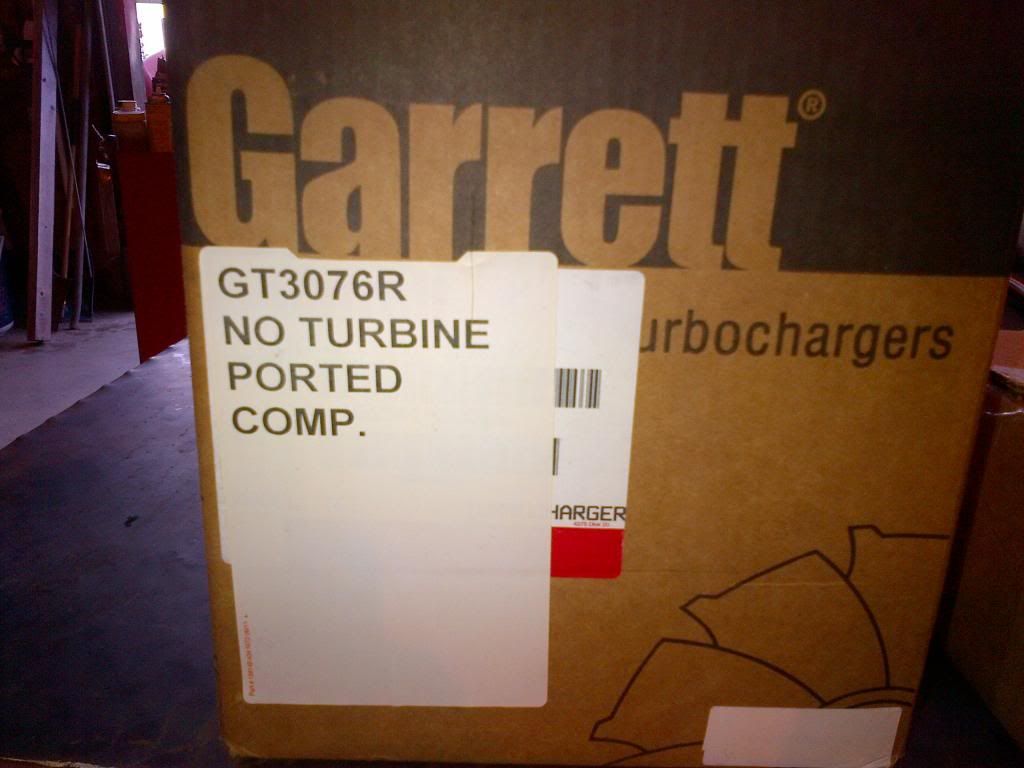 Garrett®
urbochargers
GT3076R
NO TURBINE
PORTED
COMP.
HARGER